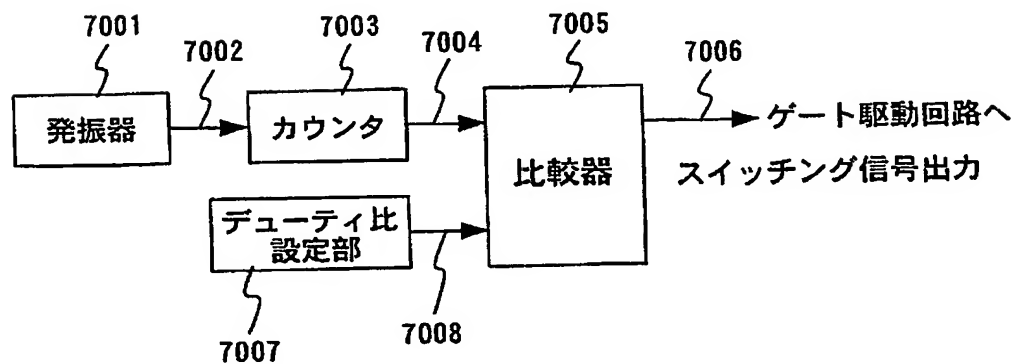 7001
7002
7003
7004
7005
7006
発振器
カウンタ
比較器
ゲート駆動回路へ
スイッチング信号出力
デューティ比
設定部
7007
7008